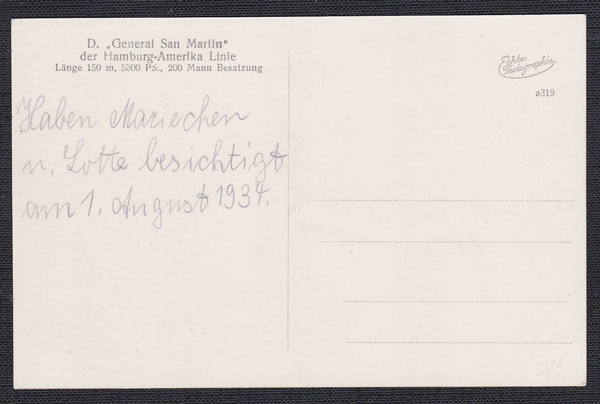 D. „General San Martin"
der Hamburg-Amerika Linie
Länge 150 m, 5300 PS., 200 Mann Besatzung
Echte
Photographie
a319
Haben Mariechen
u. Lotte besichtigt
am 1. August 1934.